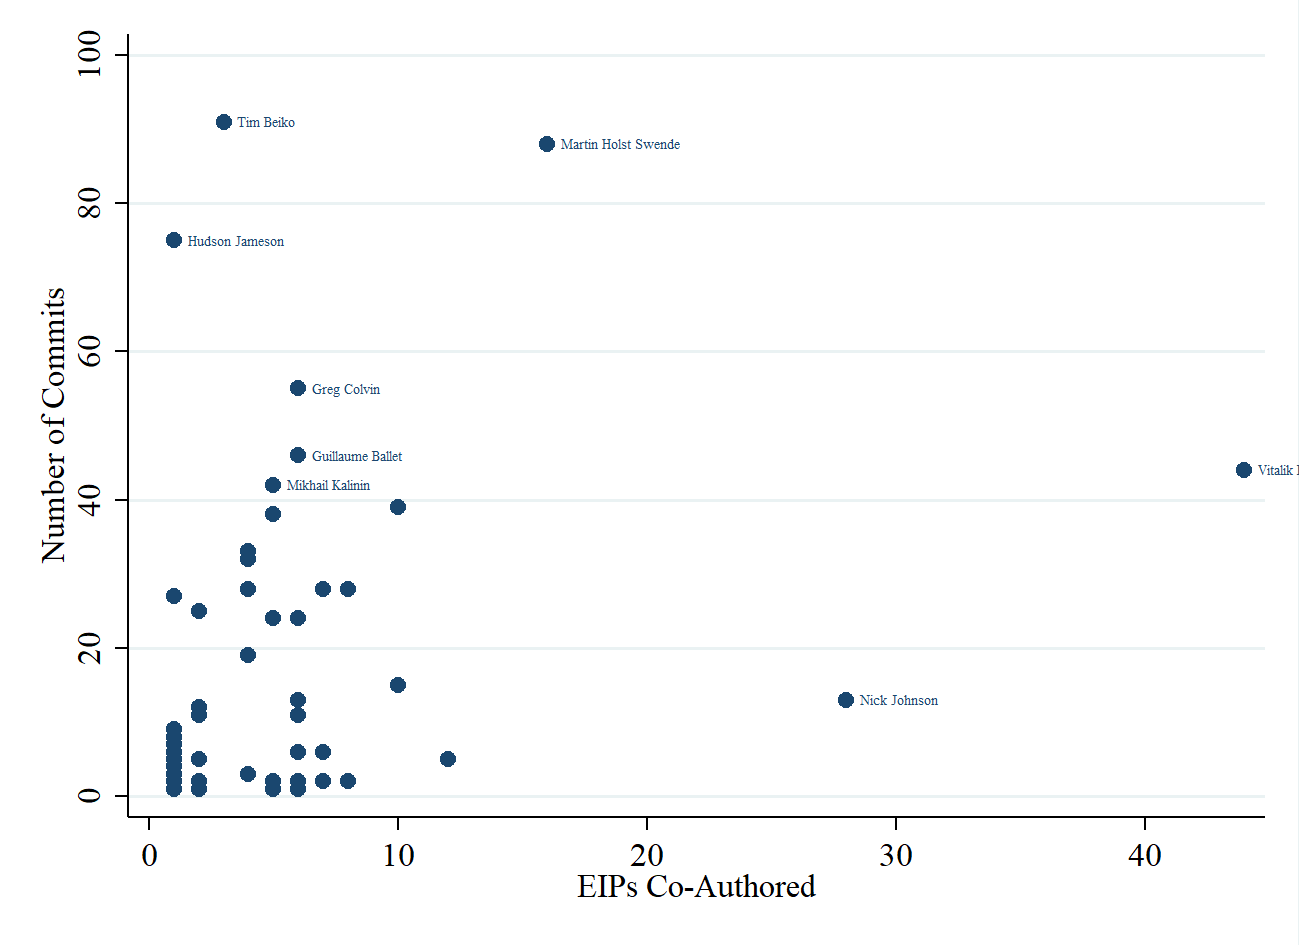 100
Tim Beiko
Martin Holst Swende
80
Hudson Jameson
60
Greg Colvin
Guillaume Ballet
Vitalik
Mikhail Kalinin
40
Number of Commits
20
Nick Johnson
0
0 10 20 30 40
EIPs Co-Authored